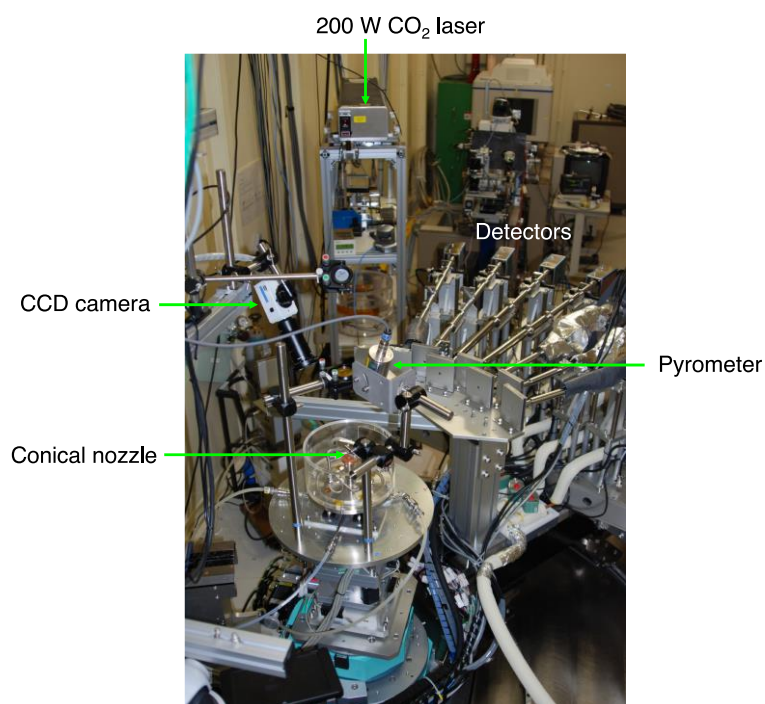 200 W CO₂ laser
Detectors
CCD camera
Pyrometer
Conical nozzle